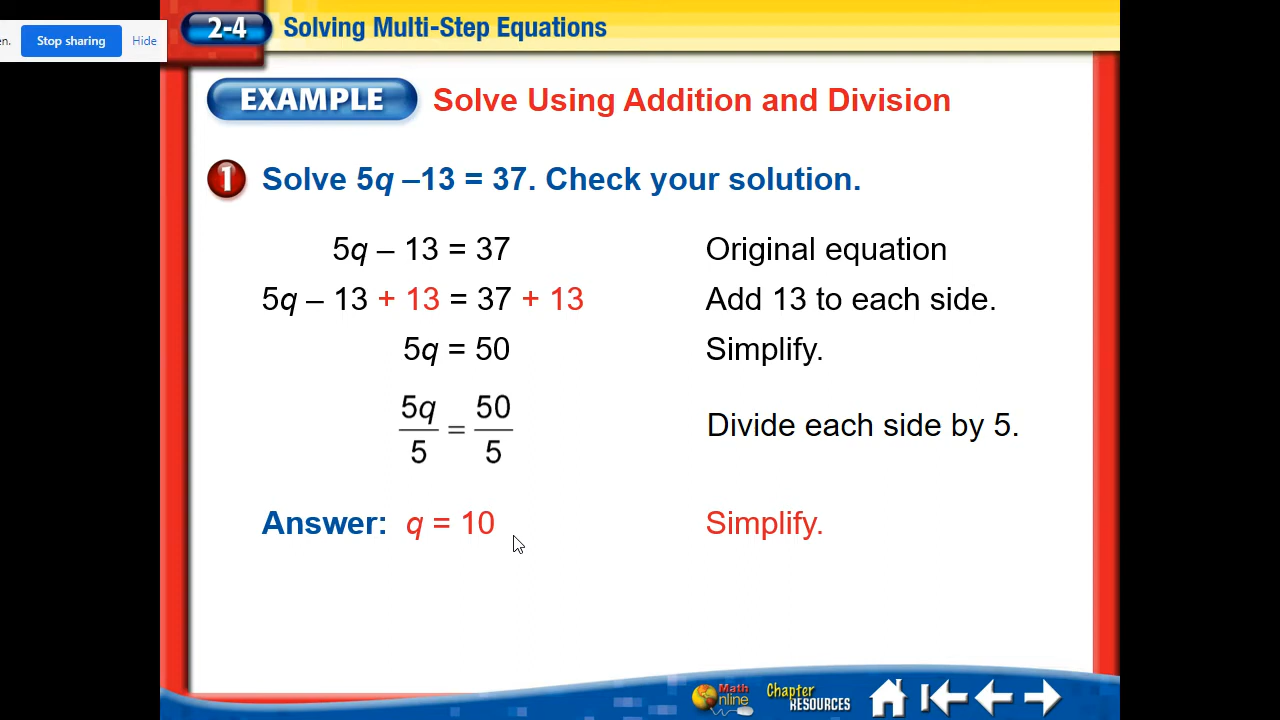 2-4 Solving Multi-Step Equations
en. Stop sharing Hide
EXAMPLE Solve Using Addition and Division
1 Solve 5q –13 = 37. Check your solution.
5q – 13 = 37 Original equation
5q – 13 + 13 = 37 + 13 Add 13 to each side.
5q = 50 Simplify.
5q/5 = 50/5 Divide each side by 5.
Answer: q = 10 Simplify.
Math Online Chapter RESOURCES